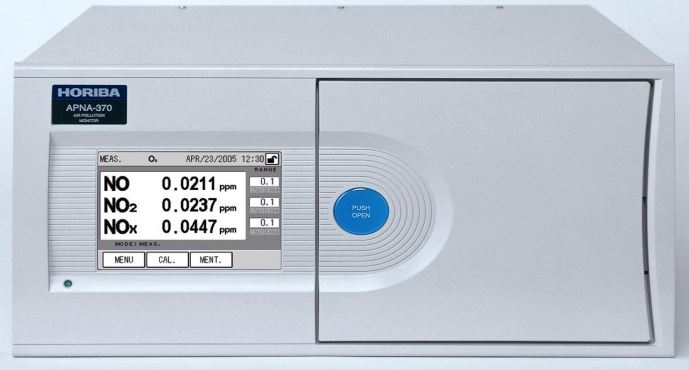 HORIBA
APNA-370
AIR POLLUTION
MONITOR
MEAS. O₃ APR/23/2005 12:30
RANGE
NO 0.0211 ppm 0.1
NO₂ 0.0237 ppm 0.1
NOx 0.0447 ppm 0.1
MODE:MEAS.
MENU CAL. MENT.
PUSH
OPEN